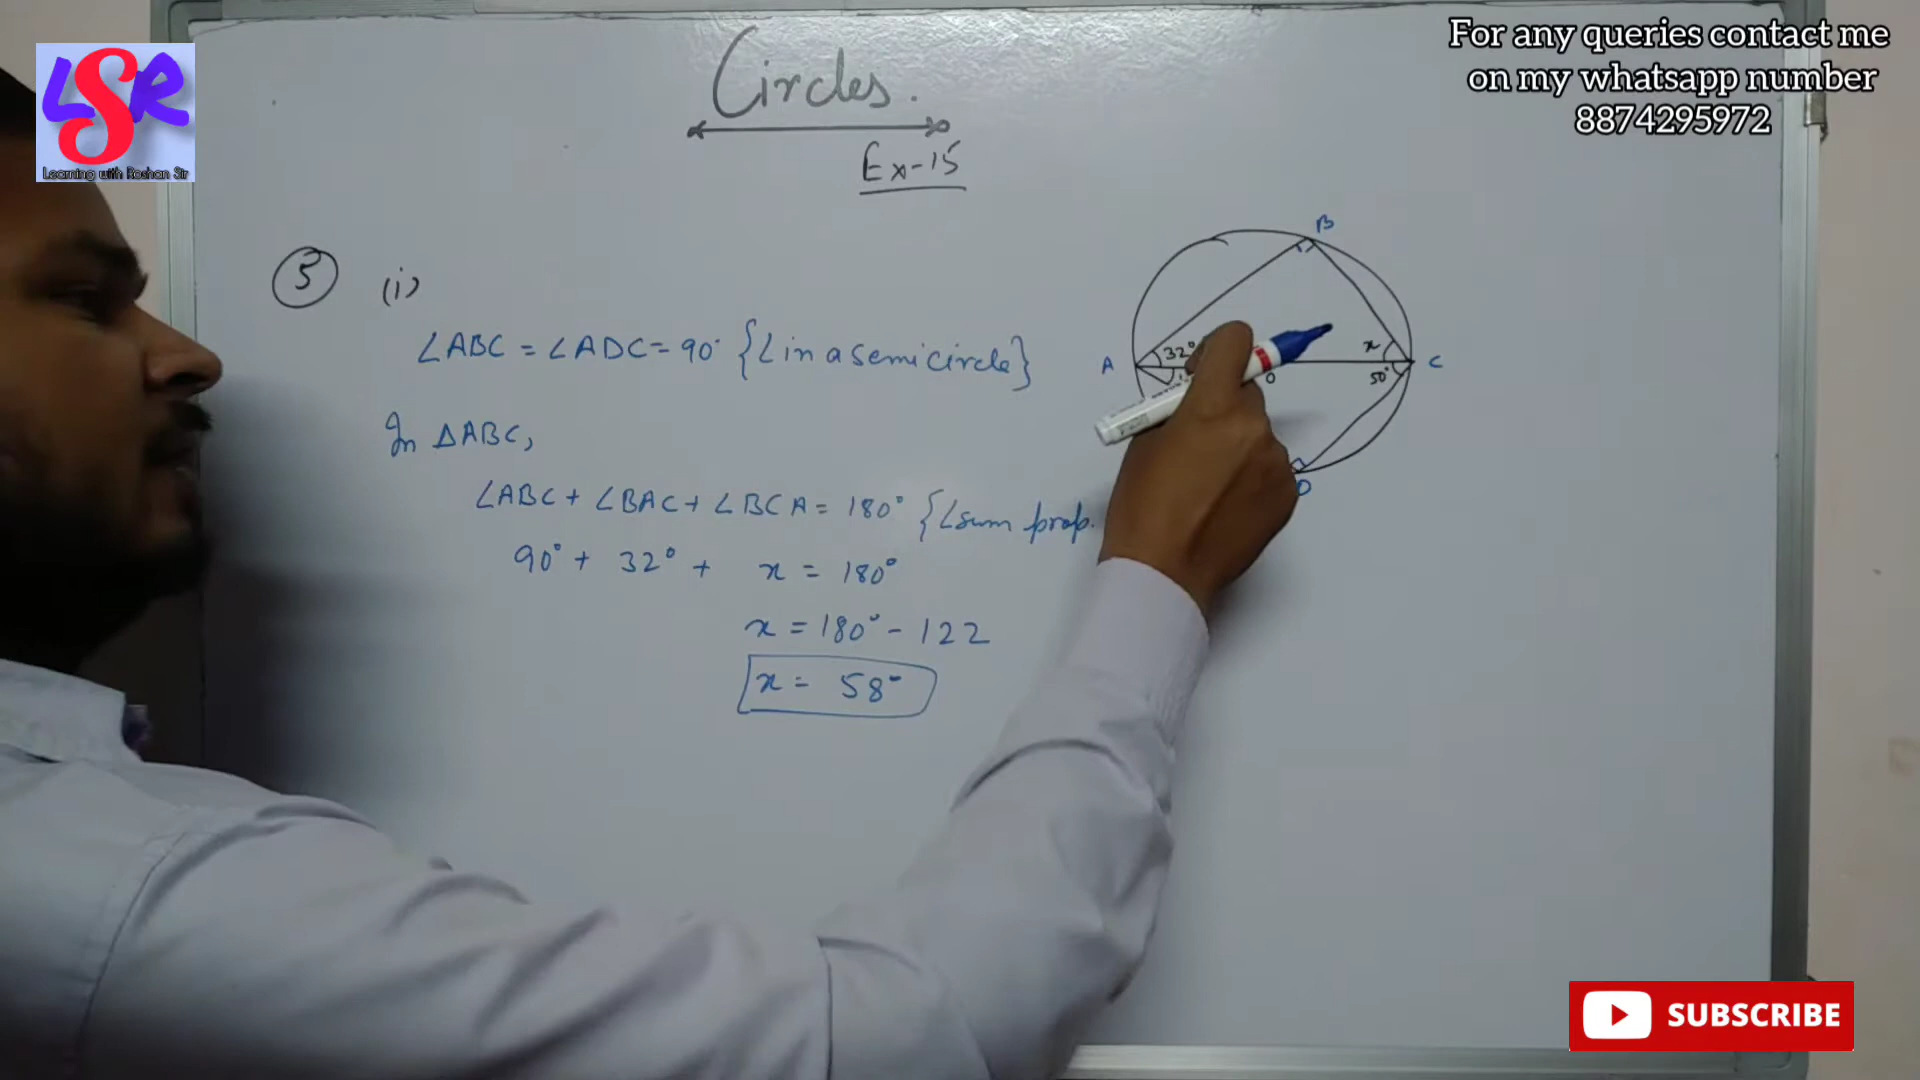 For any queries contact me
on my whatsapp number
8874295972
LSR
Learning with Roshan Sir
Circles.
Ex-15
5 (i)
∠ABC = ∠ADC = 90° {∠ in a semicircle}
In ΔABC,
∠ABC + ∠BAC + ∠BCA = 180° {∠sum prop.
90° + 32° + x = 180°
x = 180° - 122
x = 58°
B
A
32°
x
C
O
50°
D
SUBSCRIBE